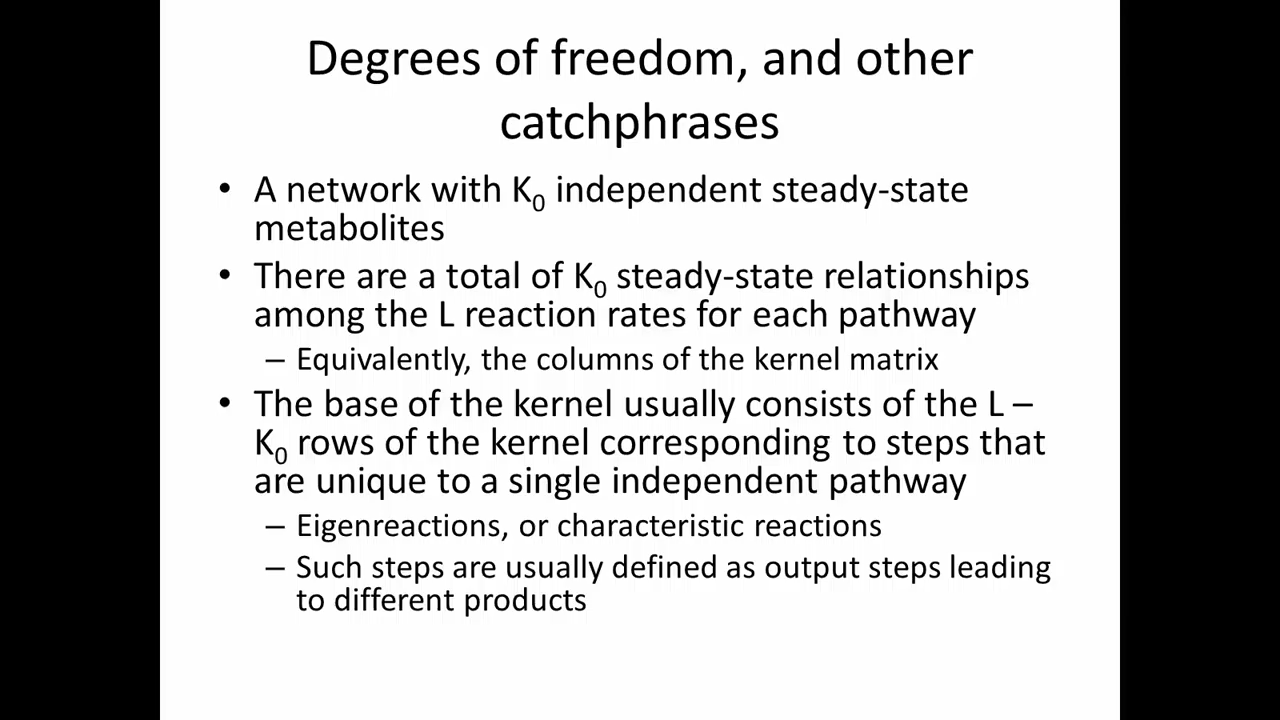 Degrees of freedom, and other
catchphrases
• A network with K₀ independent steady-state
metabolites
• There are a total of K₀ steady-state relationships
among the L reaction rates for each pathway
– Equivalently, the columns of the kernel matrix
• The base of the kernel usually consists of the L –
K₀ rows of the kernel corresponding to steps that
are unique to a single independent pathway
– Eigenreactions, or characteristic reactions
– Such steps are usually defined as output steps leading
to different products